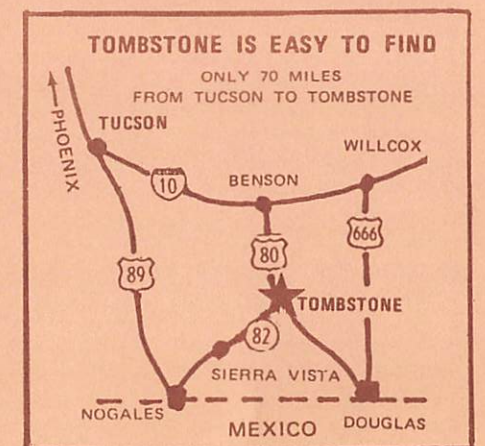 TOMBSTONE IS EASY TO FIND
ONLY 70 MILES
FROM TUCSON TO TOMBSTONE
PHOENIX
TUCSON
WILLCOX
10
BENSON
666
80
89
TOMBSTONE
82
SIERRA VISTA
NOGALES
MEXICO
DOUGLAS